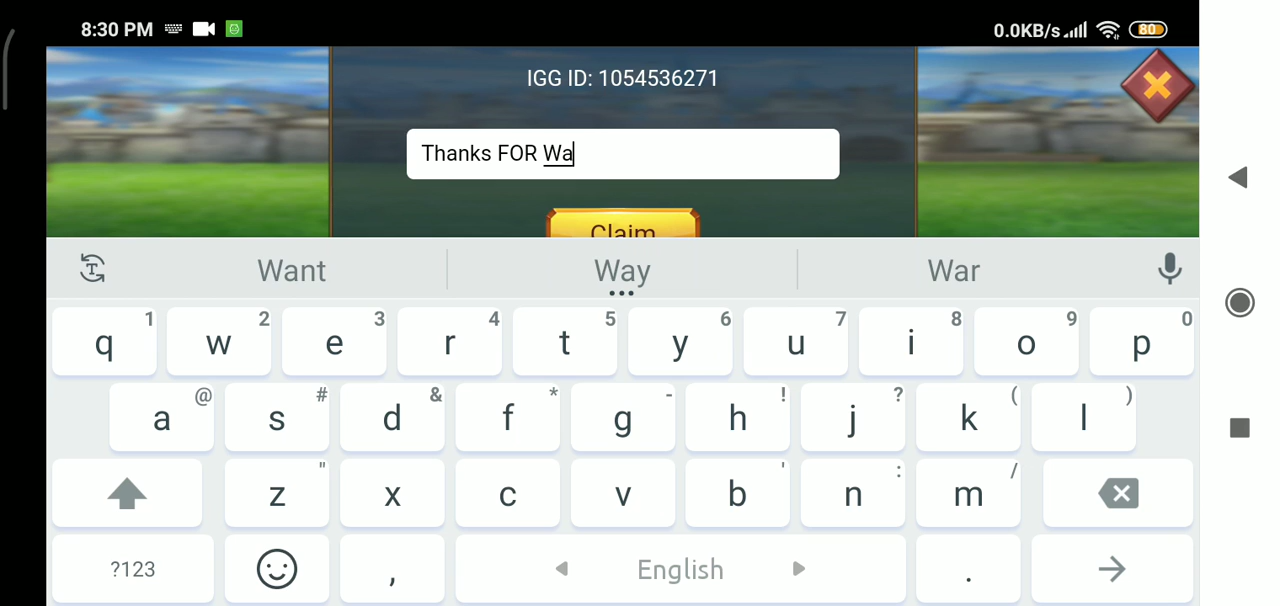 8:30 PM
0.0KB/s
80
IGG ID: 1054536271
Thanks FOR Wa
Claim
Want Way War
1 2 3 4 5 6 7 8 9 0
q w e r t y u i o p
@ # & * - ! ? ( )
a s d f g h j k l
" ' : /
z x c v b n m
?123 , English .